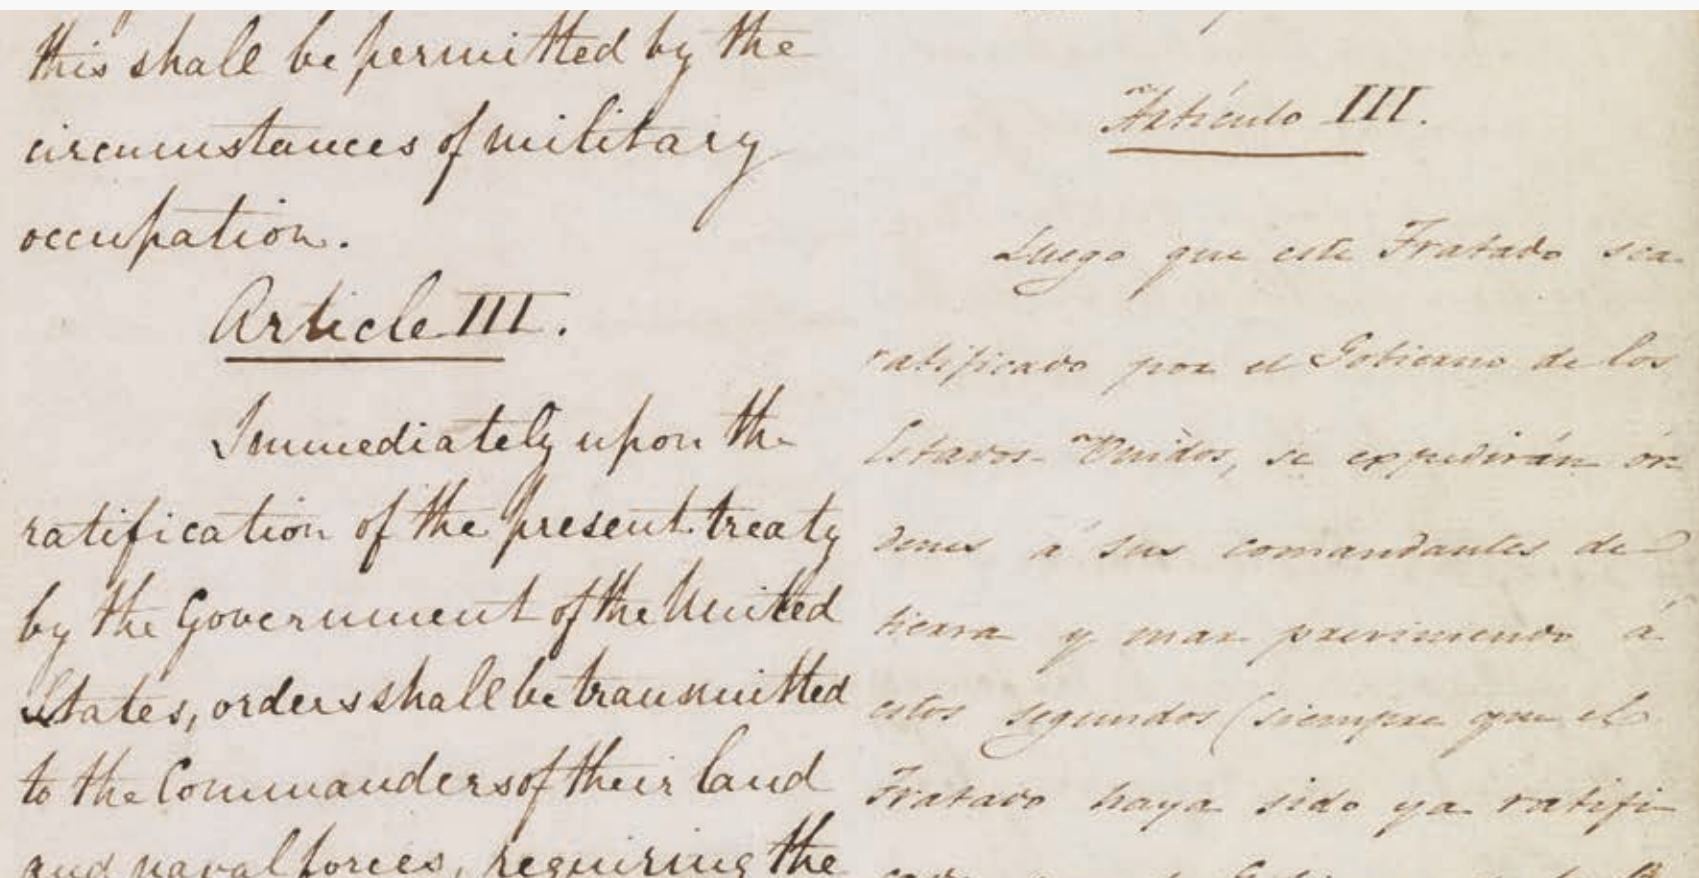 this shall be permitted by the
circumstances of military
occupation.
Article III.
Immediately upon the
ratification of the present treaty
by the Government of the United
States, orders shall be transmitted
to the Commanders of their land
and naval forces, requiring the
Artículo III.
Luego que este Tratado sea
ratificado por el Gobierno de los
Estados-Unidos, se expedirán ór
denes á sus comandantes de
tierra y mar previniendo á
estos segundos (siempre que el
Tratado haya sido ya ratifi